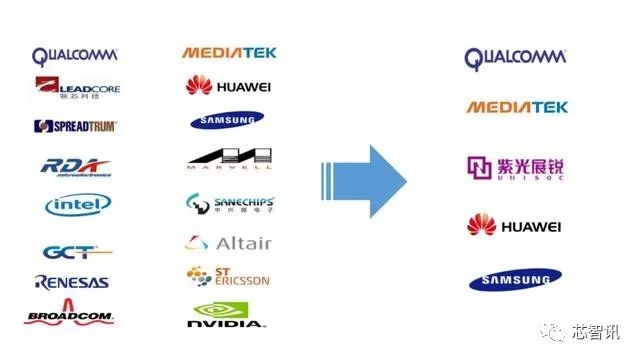 QUALCOMM
MEDIATEK
LEADCORE
联芯科技
HUAWEI
SPREADTRUM
SAMSUNG
RDA
microelectronics
MARVELL
intel
SANECHIPS
中兴微电子
GCT
Altair
RENESAS
ST
ERICSSON
BROADCOM.
NVIDIA.
QUALCOMM
MEDIATEK
紫光展锐
UNISOC
HUAWEI
SAMSUNG
芯智讯